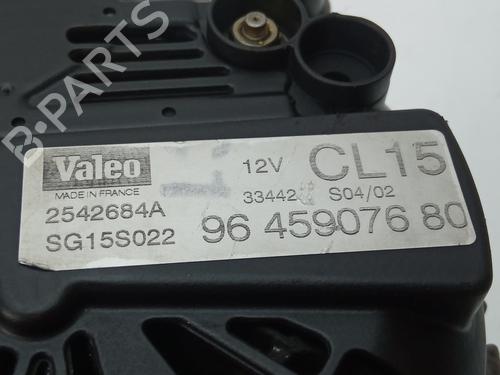 B-PARTS
Valeo
MADE IN FRANCE
12V
CL15
2542684A
33442
S04/02
SG15S022
96 459076 80